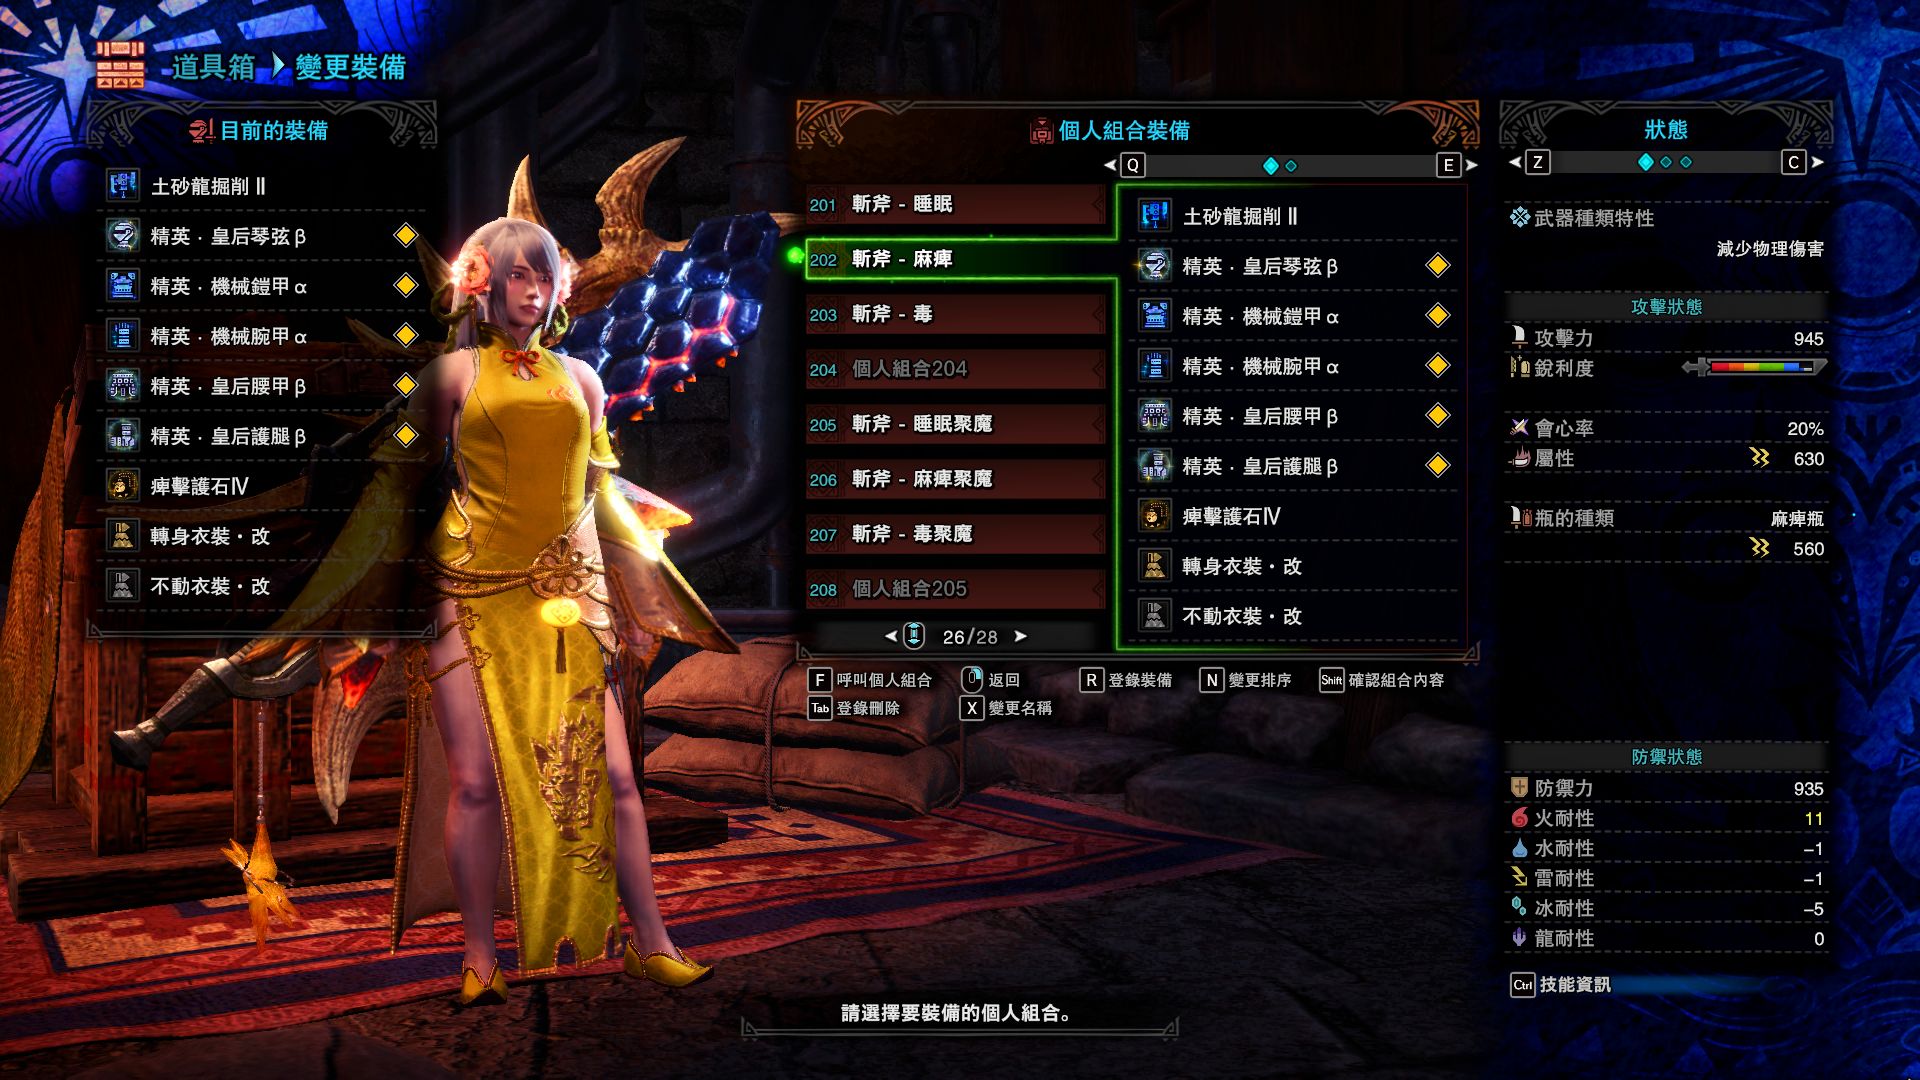 道具箱 變更裝備
目前的裝備
土砂龍掘削Ⅱ
精英．皇后琴弦β
精英．機械鎧甲α
精英．機械腕甲α
精英．皇后腰甲β
精英．皇后護腿β
痺擊護石Ⅳ
轉身衣裝・改
不動衣裝・改
個人組合裝備
Q E
201 斬斧 - 睡眠
202 斬斧 - 麻痺
203 斬斧 - 毒
204 個人組合204
205 斬斧 - 睡眠聚魔
206 斬斧 - 麻痺聚魔
207 斬斧 - 毒聚魔
208 個人組合205
26/28
土砂龍掘削Ⅱ
精英．皇后琴弦β
精英．機械鎧甲α
精英．機械腕甲α
精英．皇后腰甲β
精英．皇后護腿β
痺擊護石Ⅳ
轉身衣裝・改
不動衣裝・改
F 呼叫個人組合 返回 R 登錄裝備 N 變更排序 Shift 確認組合內容
Tab 登錄刪除 X 變更名稱
狀態
Z C
武器種類特性
減少物理傷害
攻擊狀態
攻擊力 945
銳利度
會心率 20%
屬性 630
瓶的種類 麻痺瓶
560
防禦狀態
防禦力 935
火耐性 11
水耐性 -1
雷耐性 -1
冰耐性 -5
龍耐性 0
Ctrl 技能資訊
請選擇要裝備的個人組合。